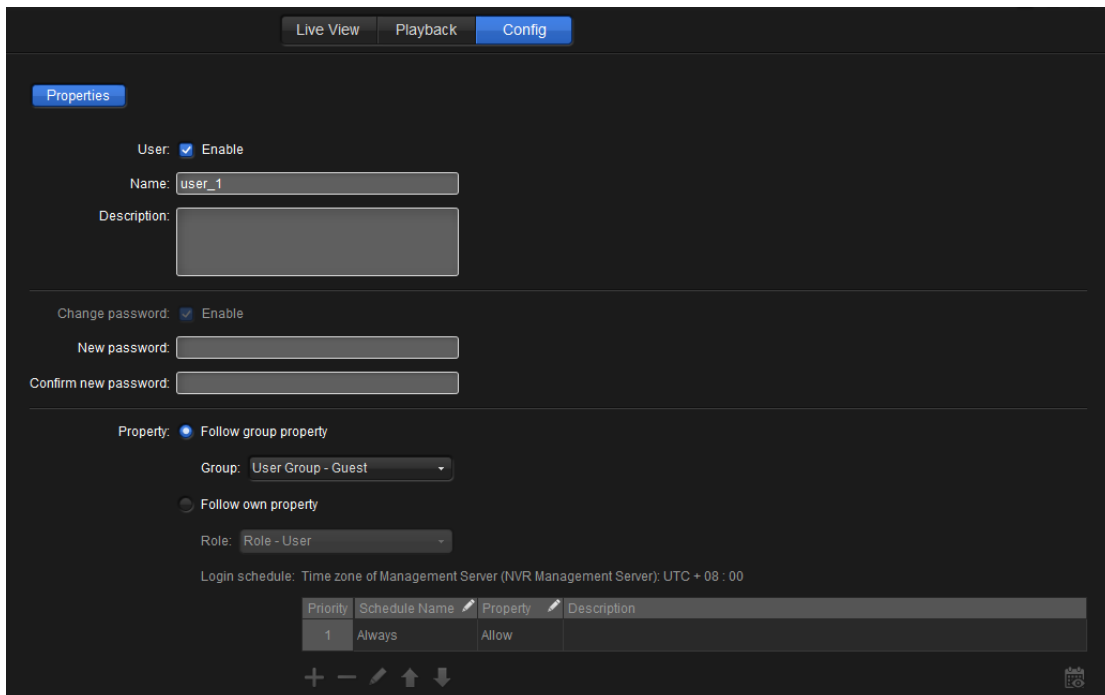 Live View Playback Config
Properties
User: Enable
Name: user_1
Description:
Change password: Enable
New password:
Confirm new password:
Property: Follow group property
Group: User Group - Guest
Follow own property
Role: Role - User
Login schedule: Time zone of Management Server (NVR Management Server): UTC + 08 : 00
Priority Schedule Name Property Description
1 Always Allow